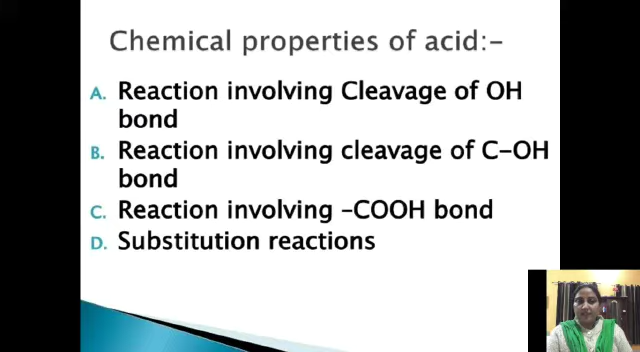 Chemical properties of acid:-
A. Reaction involving Cleavage of OH
bond
B. Reaction involving cleavage of C-OH
bond
C. Reaction involving -COOH bond
D. Substitution reactions